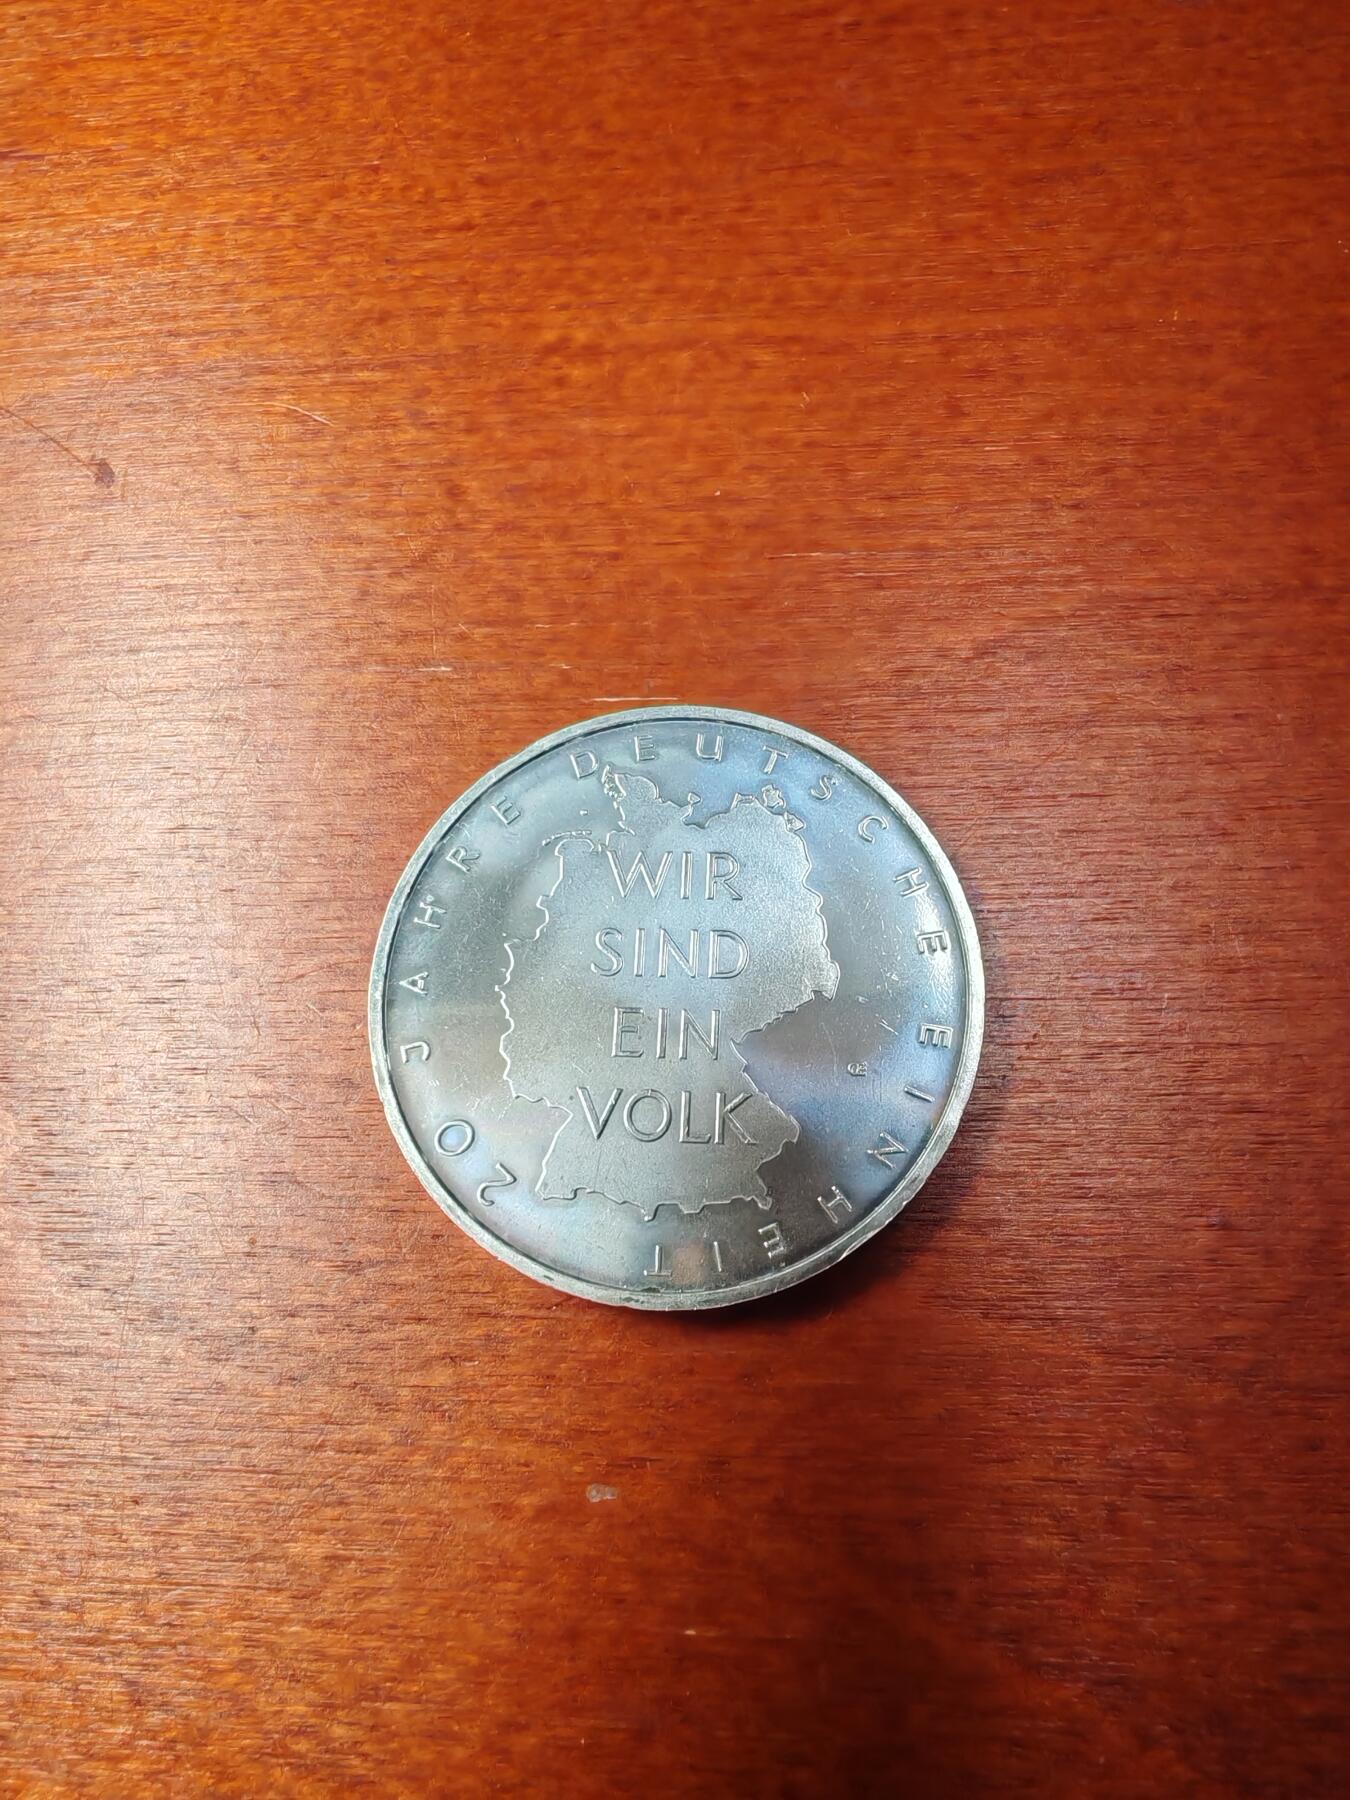 20 JAHRE DEUTSCHE EINHEIT
WIR
SIND
EIN
VOLK